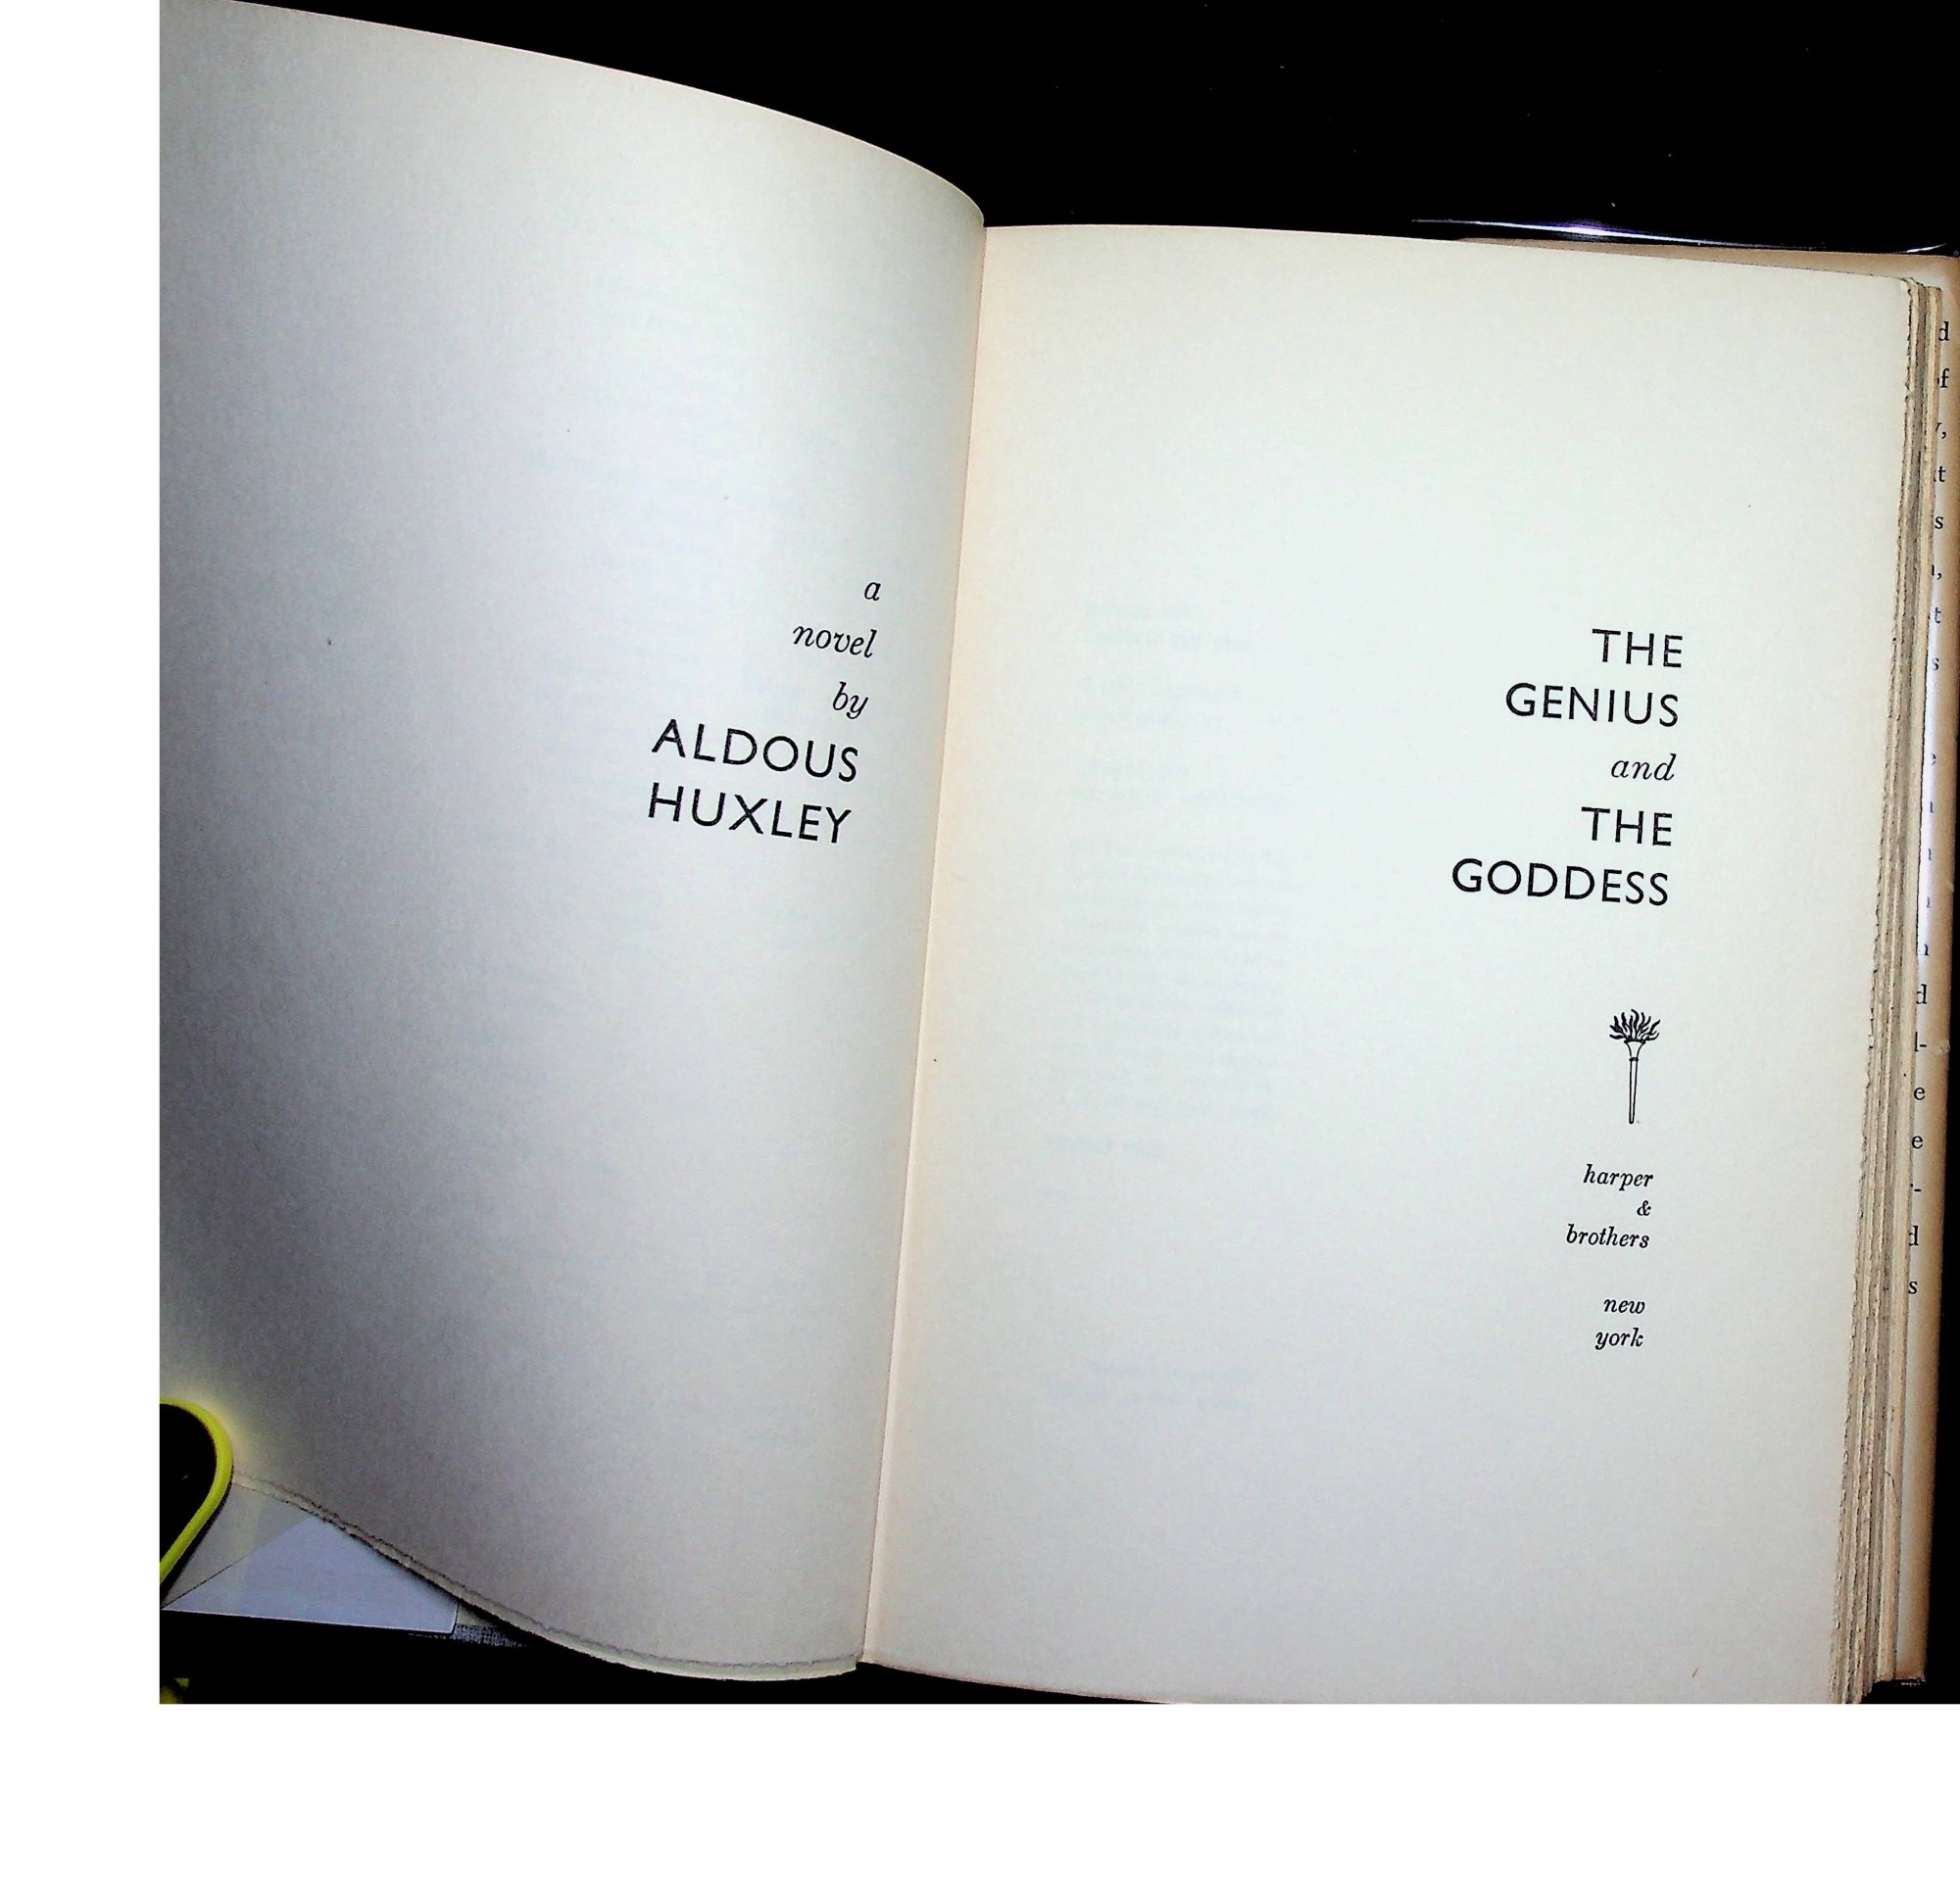 a
novel
by
ALDOUS
HUXLEY
THE
GENIUS
and
THE
GODDESS
harper
&
brothers
new
york